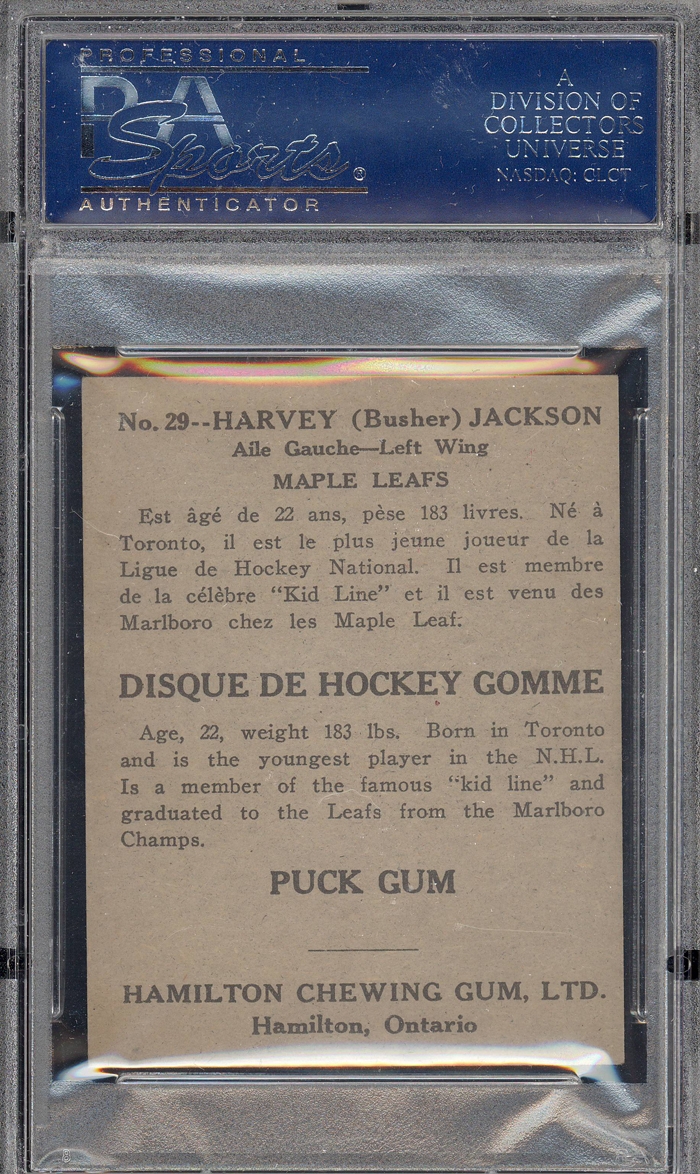 PROFESSIONAL
PSA
Sports®
AUTHENTICATOR
A
DIVISION OF
COLLECTORS
UNIVERSE
NASDAQ: CLCT
No. 29--HARVEY (Busher) JACKSON
Aile Gauche—Left Wing
MAPLE LEAFS
Est âgé de 22 ans, pèse 183 livres. Né à
Toronto, il est le plus jeune joueur de la
Ligue de Hockey National. Il est membre
de la célèbre "Kid Line" et il est venu des
Marlboro chez les Maple Leaf.
DISQUE DE HOCKEY GOMME
Age, 22, weight 183 lbs. Born in Toronto
and is the youngest player in the N.H.L.
Is a member of the famous "kid line" and
graduated to the Leafs from the Marlboro
Champs.
PUCK GUM
HAMILTON CHEWING GUM, LTD.
Hamilton, Ontario